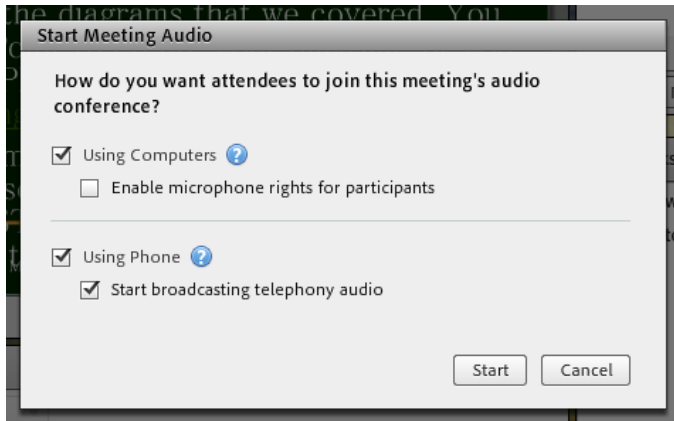 the diagrams that we covered. You
Start Meeting Audio
How do you want attendees to join this meeting's audio
conference?
Using Computers ?
Enable microphone rights for participants
Using Phone ?
Start broadcasting telephony audio
Start Cancel